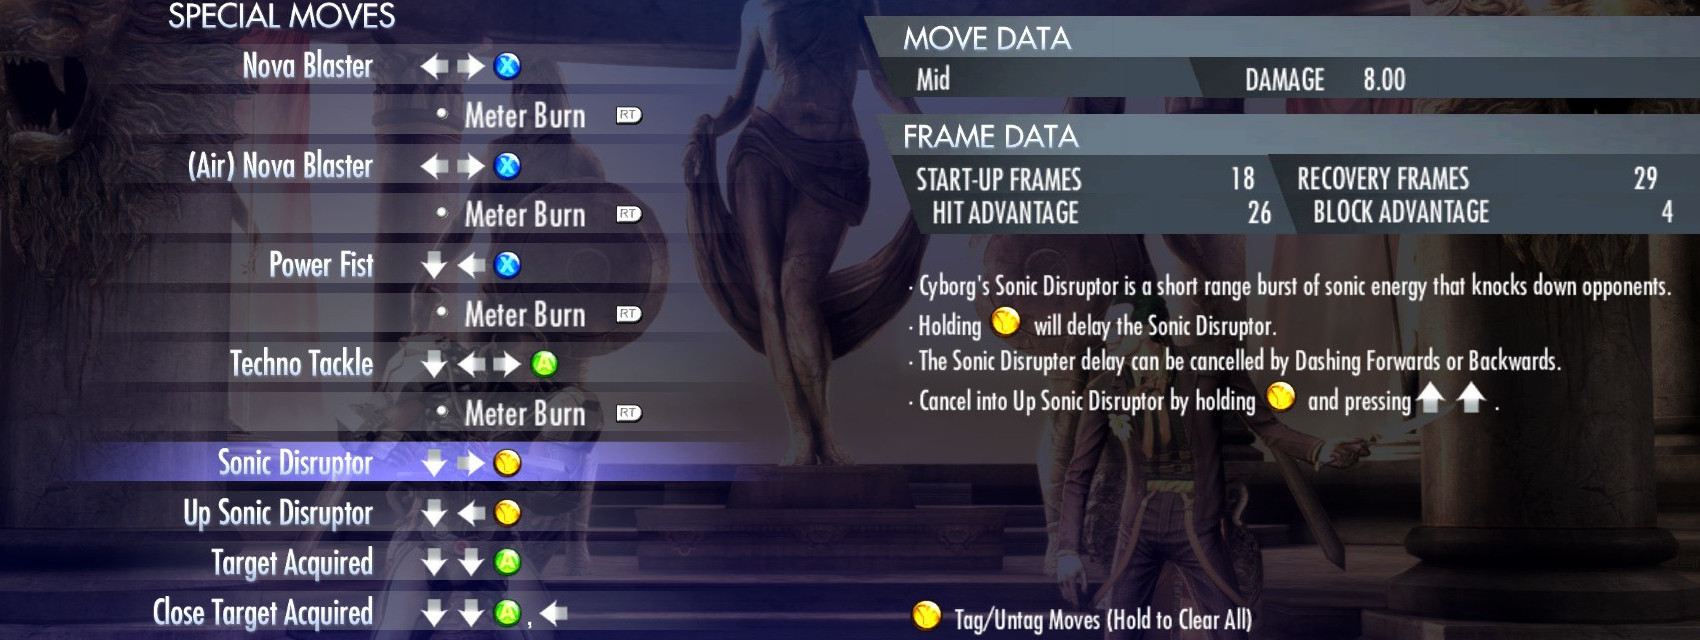 SPECIAL MOVES
Nova Blaster X
• Meter Burn RT
(Air) Nova Blaster X
• Meter Burn RT
Power Fist X
• Meter Burn RT
Techno Tackle A
• Meter Burn RT
Sonic Disruptor Y
Up Sonic Disruptor Y
Target Acquired A
Close Target Acquired A ,
MOVE DATA
Mid DAMAGE 8.00
FRAME DATA
START-UP FRAMES 18 RECOVERY FRAMES 29
HIT ADVANTAGE 26 BLOCK ADVANTAGE 4
· Cyborg's Sonic Disruptor is a short range burst of sonic energy that knocks down opponents.
· Holding Y will delay the Sonic Disruptor.
· The Sonic Disrupter delay can be cancelled by Dashing Forwards or Backwards.
· Cancel into Up Sonic Disruptor by holding Y and pressing .
Y Tag/Untag Moves (Hold to Clear All)